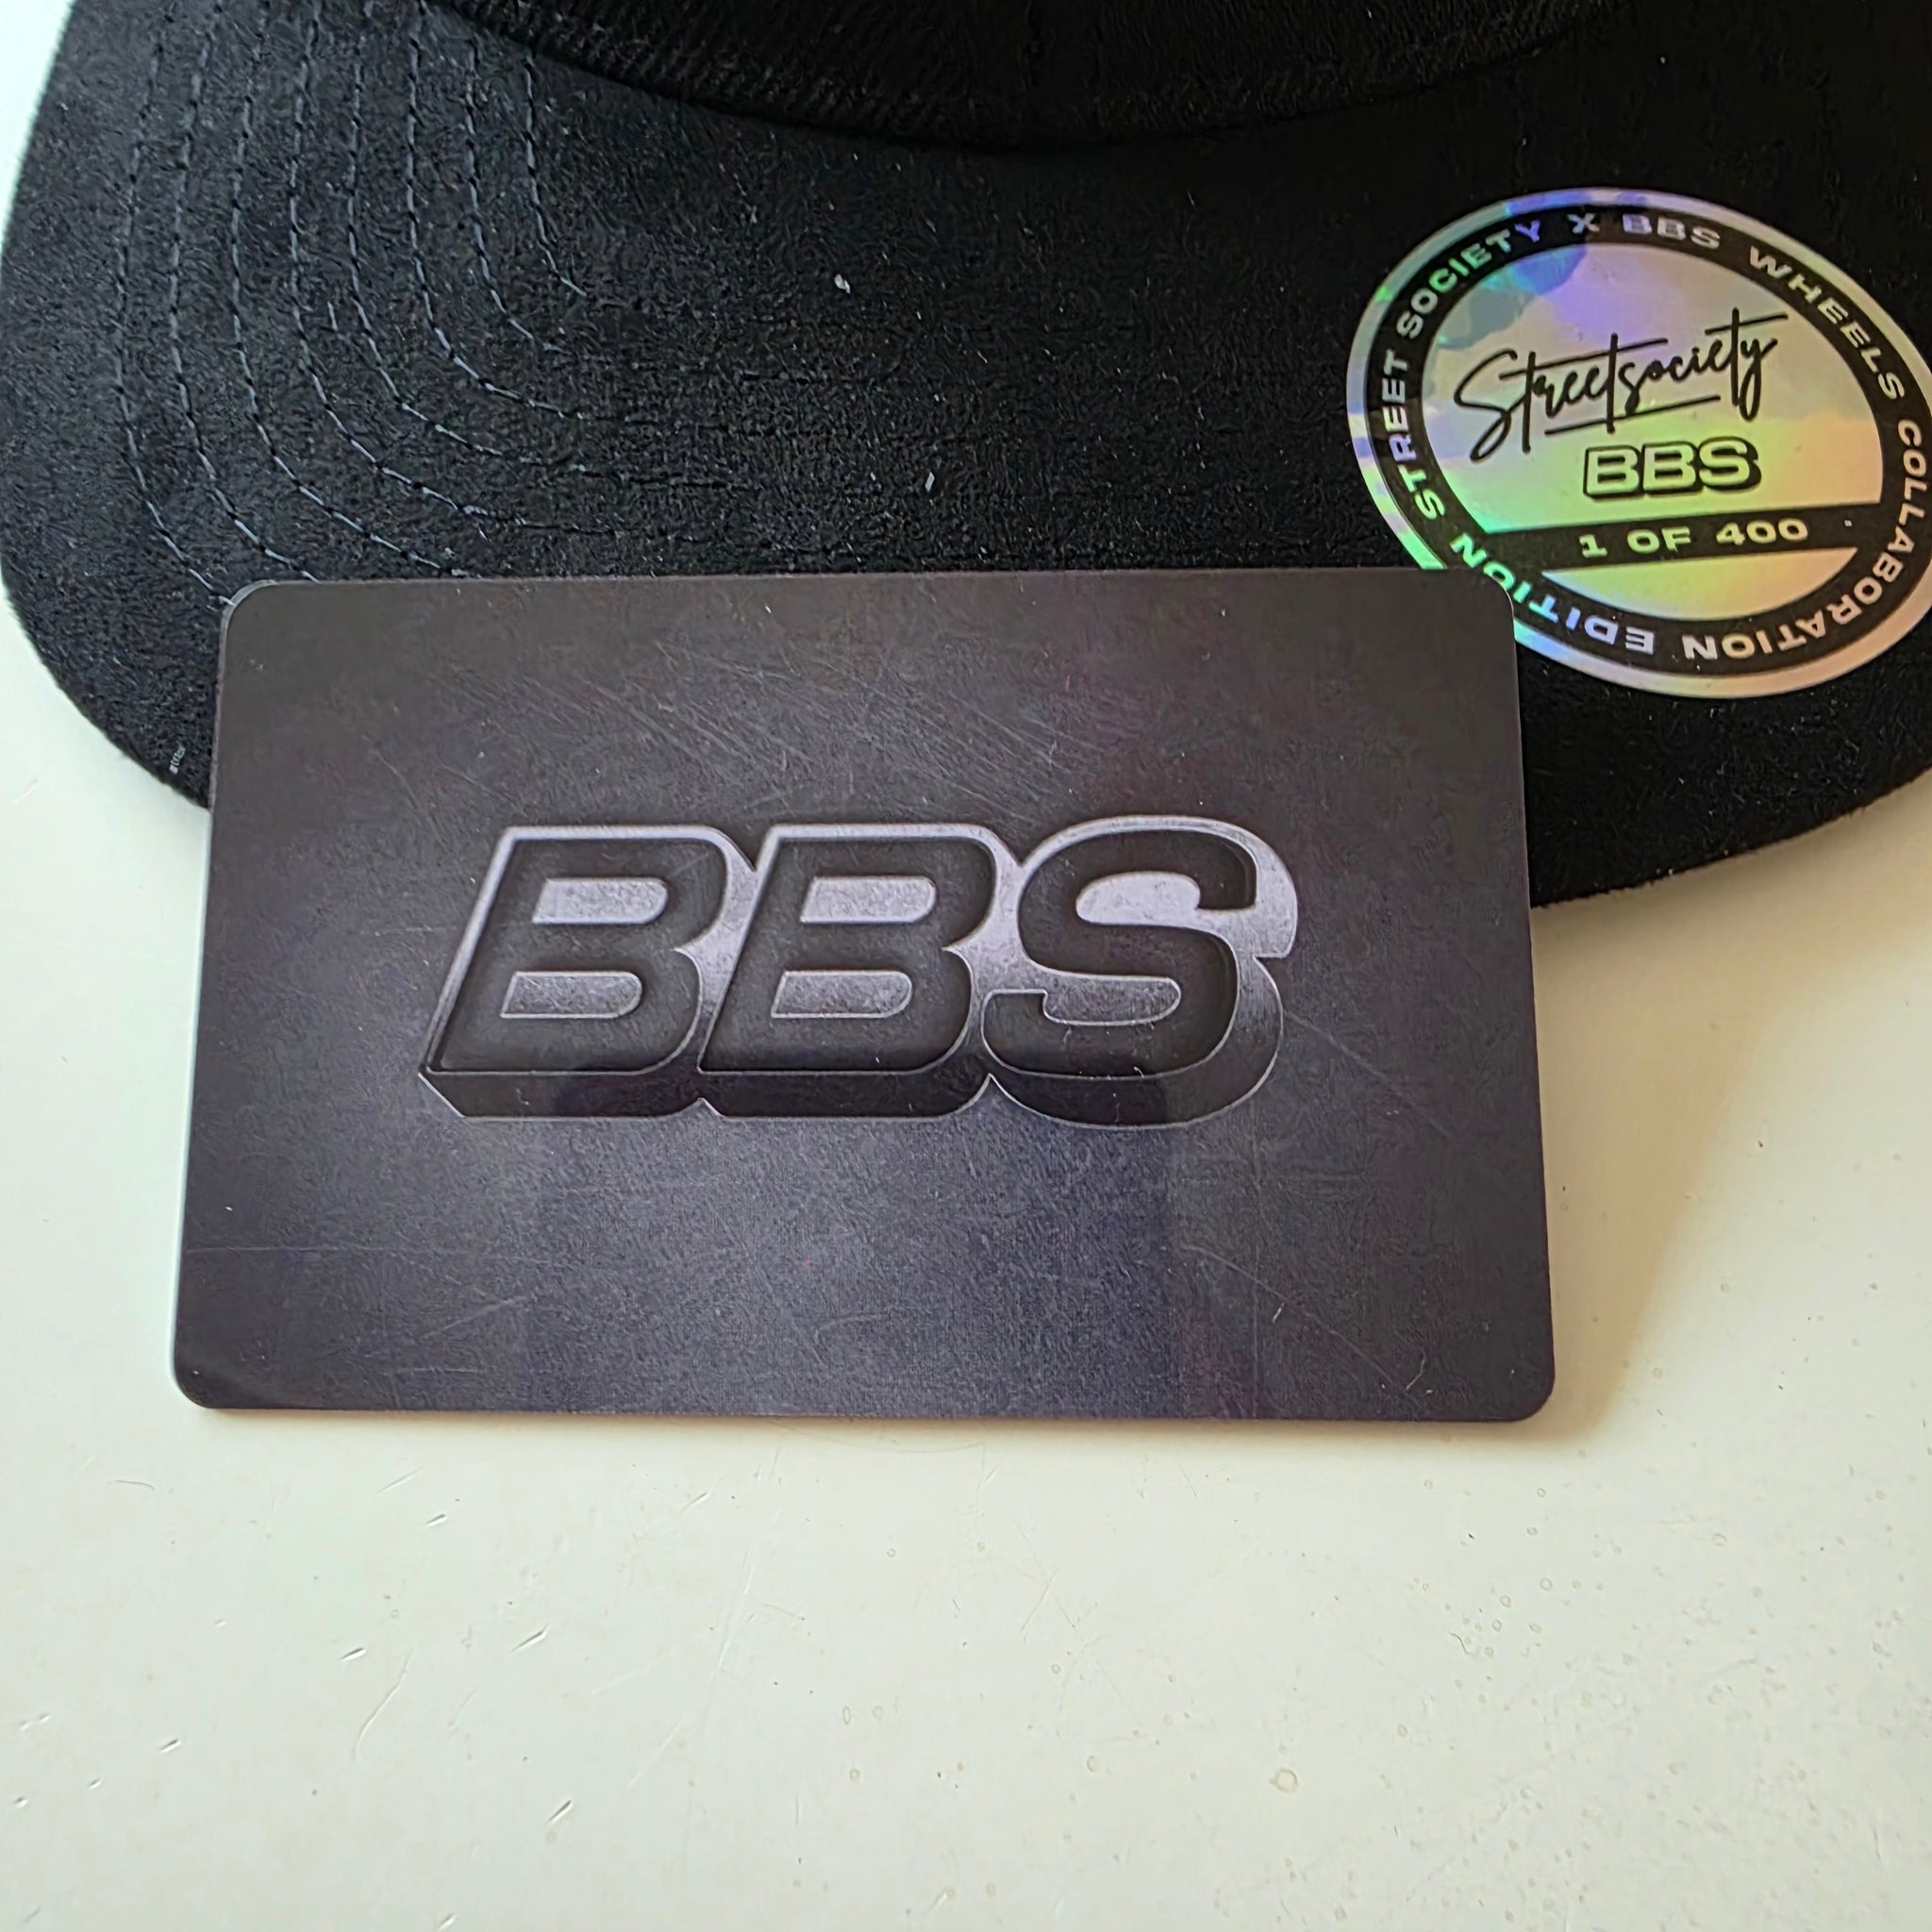 STREET SOCIETY X BBS WHEELS COLLABORATION EDITION
Streetsociety
BBS
1 OF 400
BBS